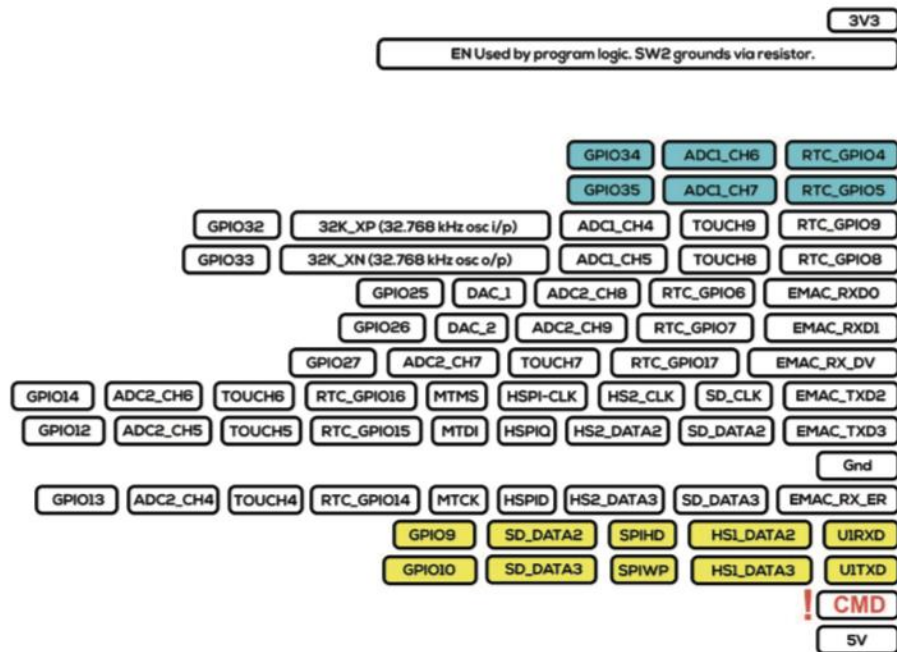 3V3
EN Used by program logic. SW2 grounds via resistor.
GPIO34 ADC1_CH6 RTC_GPIO4
GPIO35 ADC1_CH7 RTC_GPIO5
GPIO32 32K_XP (32.768 kHz osc i/p) ADC1_CH4 TOUCH9 RTC_GPIO9
GPIO33 32K_XN (32.768 kHz osc o/p) ADC1_CH5 TOUCH8 RTC_GPIO8
GPIO25 DAC_1 ADC2_CH8 RTC_GPIO6 EMAC_RXD0
GPIO26 DAC_2 ADC2_CH9 RTC_GPIO7 EMAC_RXD1
GPIO27 ADC2_CH7 TOUCH7 RTC_GPIO17 EMAC_RX_DV
GPIO14 ADC2_CH6 TOUCH6 RTC_GPIO16 MTMS HSPI-CLK HS2_CLK SD_CLK EMAC_TXD2
GPIO12 ADC2_CH5 TOUCH5 RTC_GPIO15 MTDI HSPIQ HS2_DATA2 SD_DATA2 EMAC_TXD3
Gnd
GPIO13 ADC2_CH4 TOUCH4 RTC_GPIO14 MTCK HSPID HS2_DATA3 SD_DATA3 EMAC_RX_ER
GPIO9 SD_DATA2 SPIHD HS1_DATA2 U1RXD
GPIO10 SD_DATA3 SPIWP HS1_DATA3 U1TXD
! CMD
5V